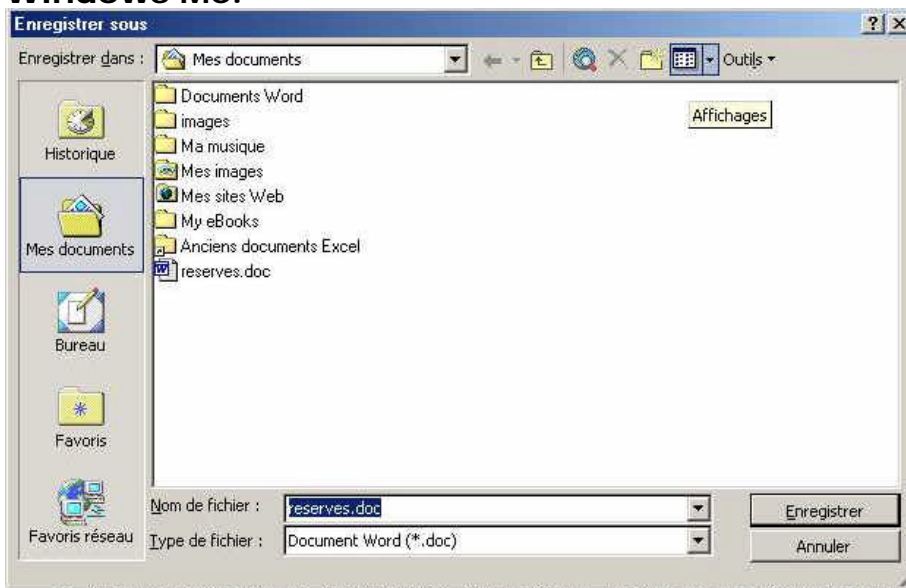 Windows Me:
Enregistrer sous
Enregistrer dans : Mes documents Outils
Affichages
Historique
Mes documents
Bureau
Favoris
Favoris réseau
Documents Word
images
Ma musique
Mes images
Mes sites Web
My eBooks
Anciens documents Excel
reserves.doc
Nom de fichier : reserves.doc Enregistrer
Type de fichier : Document Word (*.doc) Annuler